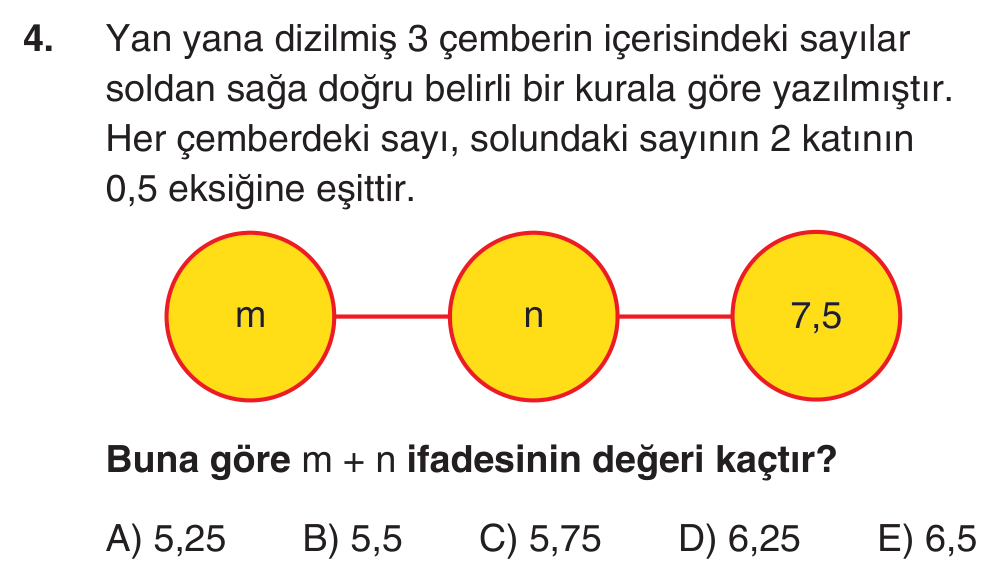 4. Yan yana dizilmiş 3 çemberin içerisindeki sayılar
soldan sağa doğru belirli bir kurala göre yazılmıştır.
Her çemberdeki sayı, solundaki sayının 2 katının
0,5 eksiğine eşittir.
m n 7,5
Buna göre m + n ifadesinin değeri kaçtır?
A) 5,25 B) 5,5 C) 5,75 D) 6,25 E) 6,5